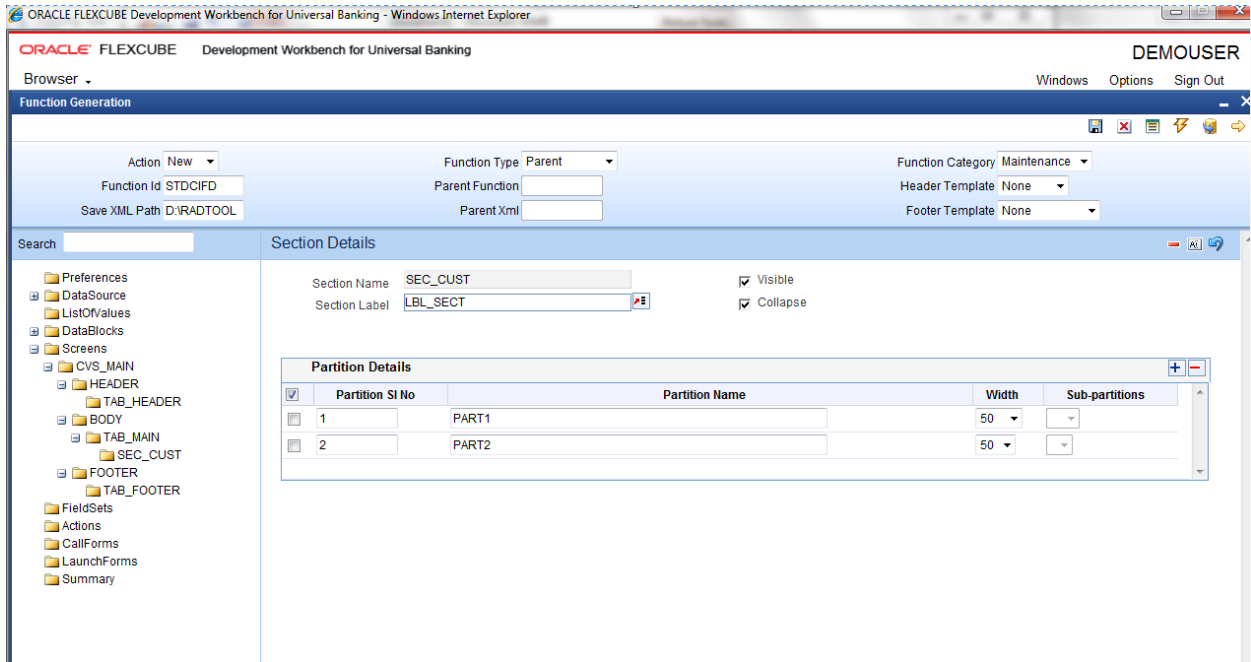 ORACLE FLEXCUBE Development Workbench for Universal Banking - Windows Internet Explorer
ORACLE FLEXCUBE Development Workbench for Universal Banking DEMOUSER
Browser Windows Options Sign Out
Function Generation
Action New Function Type Parent Function Category Maintenance
Function Id STDCIFD Parent Function Header Template None
Save XML Path D:\RADTOOL Parent Xml Footer Template None
Search Section Details
Preferences
DataSource
ListOfValues
DataBlocks
Screens
CVS_MAIN
HEADER
TAB_HEADER
BODY
TAB_MAIN
SEC_CUST
FOOTER
TAB_FOOTER
FieldSets
Actions
CallForms
LaunchForms
Summary
Section Name SEC_CUST Visible
Section Label LBL_SECT Collapse
Partition Details
Partition Sl No Partition Name Width Sub-partitions
1 PART1 50
2 PART2 50